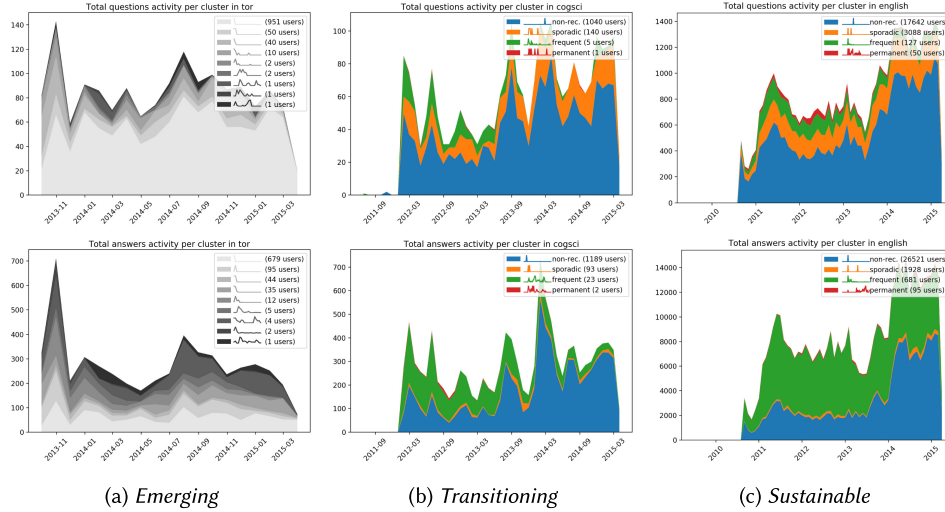 Total questions activity per cluster in tor
140
120
100
80
60
40
20
0
(951 users)
(50 users)
(40 users)
(10 users)
(2 users)
(2 users)
(1 users)
(1 users)
(1 users)
2013-11
2014-01
2014-03
2014-05
2014-07
2014-09
2014-11
2015-01
2015-03
Total questions activity per cluster in cogsci
100
80
60
40
20
0
non-rec. (1040 users)
sporadic (140 users)
frequent (5 users)
permanent (1 users)
2011-09
2012-03
2012-09
2013-03
2013-09
2014-03
2014-09
2015-03
Total questions activity per cluster in english
1400
1200
1000
800
600
400
200
0
non-rec. (17642 users)
sporadic (3088 users)
frequent (127 users)
permanent (50 users)
2010
2011
2012
2013
2014
2015
Total answers activity per cluster in tor
700
600
500
400
300
200
100
0
(679 users)
(95 users)
(44 users)
(35 users)
(12 users)
(5 users)
(4 users)
(2 users)
(1 users)
2013-11
2014-01
2014-03
2014-05
2014-07
2014-09
2014-11
2015-01
2015-03
Total answers activity per cluster in cogsci
700
600
500
400
300
200
100
0
non-rec. (1189 users)
sporadic (93 users)
frequent (23 users)
permanent (2 users)
2011-09
2012-03
2012-09
2013-03
2013-09
2014-03
2014-09
2015-03
Total answers activity per cluster in english
14000
12000
10000
8000
6000
4000
2000
0
non-rec. (26521 users)
sporadic (1928 users)
frequent (681 users)
permanent (95 users)
2010
2011
2012
2013
2014
2015
(a) Emerging
(b) Transitioning
(c) Sustainable